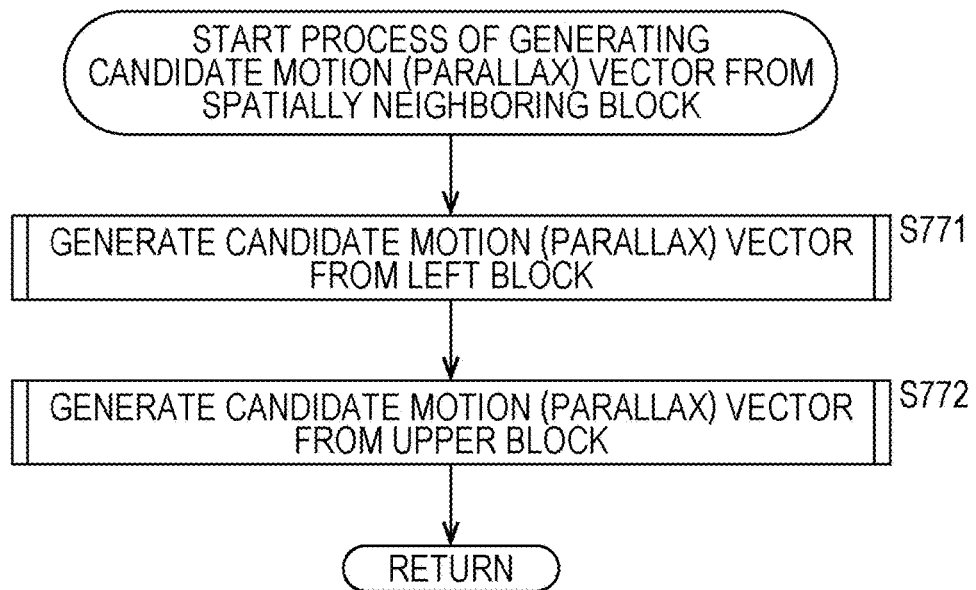 START PROCESS OF GENERATING
CANDIDATE MOTION (PARALLAX) VECTOR FROM
SPATIALLY NEIGHBORING BLOCK
GENERATE CANDIDATE MOTION (PARALLAX) VECTOR
FROM LEFT BLOCK
S771
GENERATE CANDIDATE MOTION (PARALLAX) VECTOR
FROM UPPER BLOCK
S772
RETURN